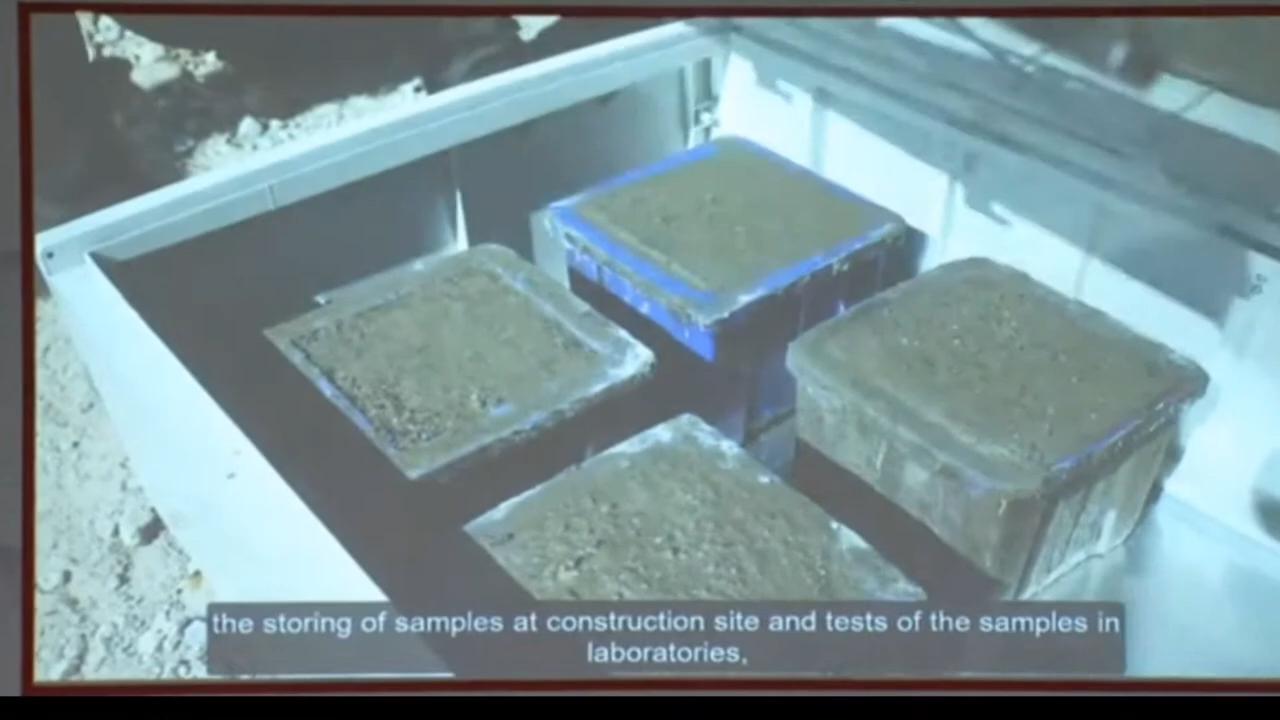 the storing of samples at construction site and tests of the samples in
laboratories,